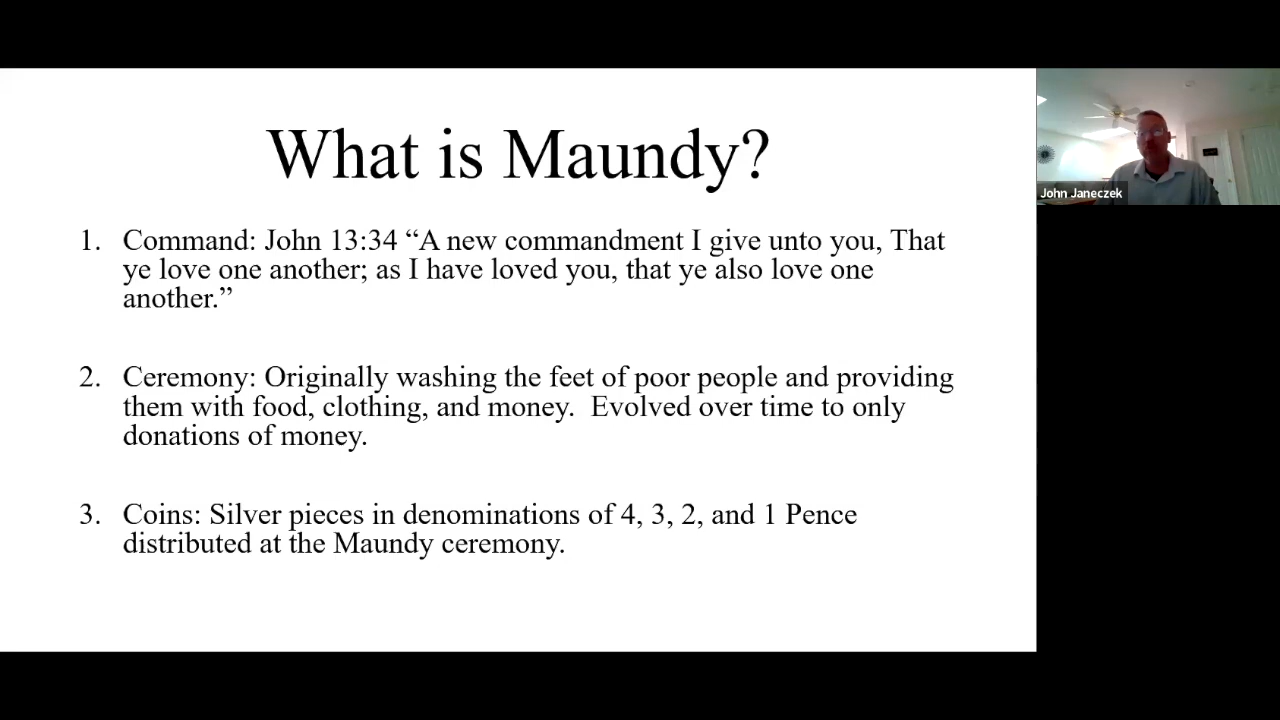 What is Maundy?
1. Command: John 13:34 “A new commandment I give unto you, That
ye love one another; as I have loved you, that ye also love one
another.”
2. Ceremony: Originally washing the feet of poor people and providing
them with food, clothing, and money.  Evolved over time to only
donations of money.
3. Coins: Silver pieces in denominations of 4, 3, 2, and 1 Pence
distributed at the Maundy ceremony.
John Janeczek